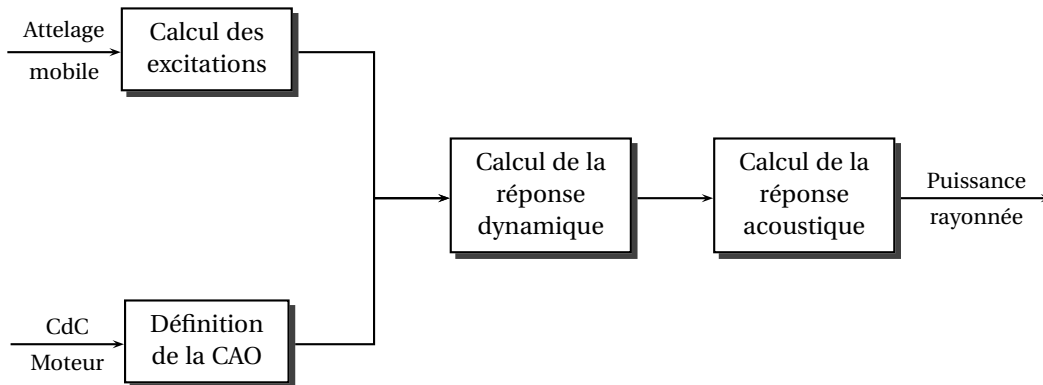 Attelage
mobile
Calcul des
excitations
Calcul de la
réponse
dynamique
Calcul de la
réponse
acoustique
Puissance
rayonnée
CdC
Moteur
Définition
de la CAO